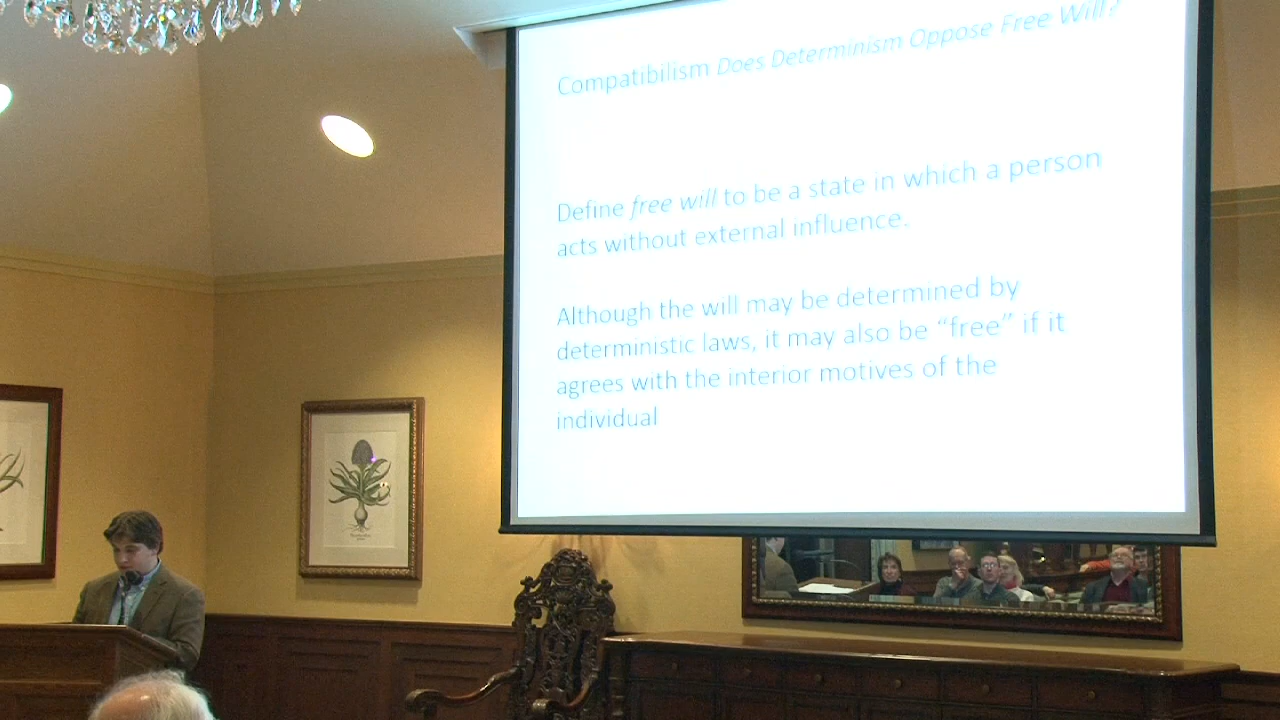 Compatibilism Does Determinism Oppose Free Will?
Define free will to be a state in which a person
acts without external influence.
Although the will may be determined by
deterministic laws, it may also be “free” if it
agrees with the interior motives of the
individual